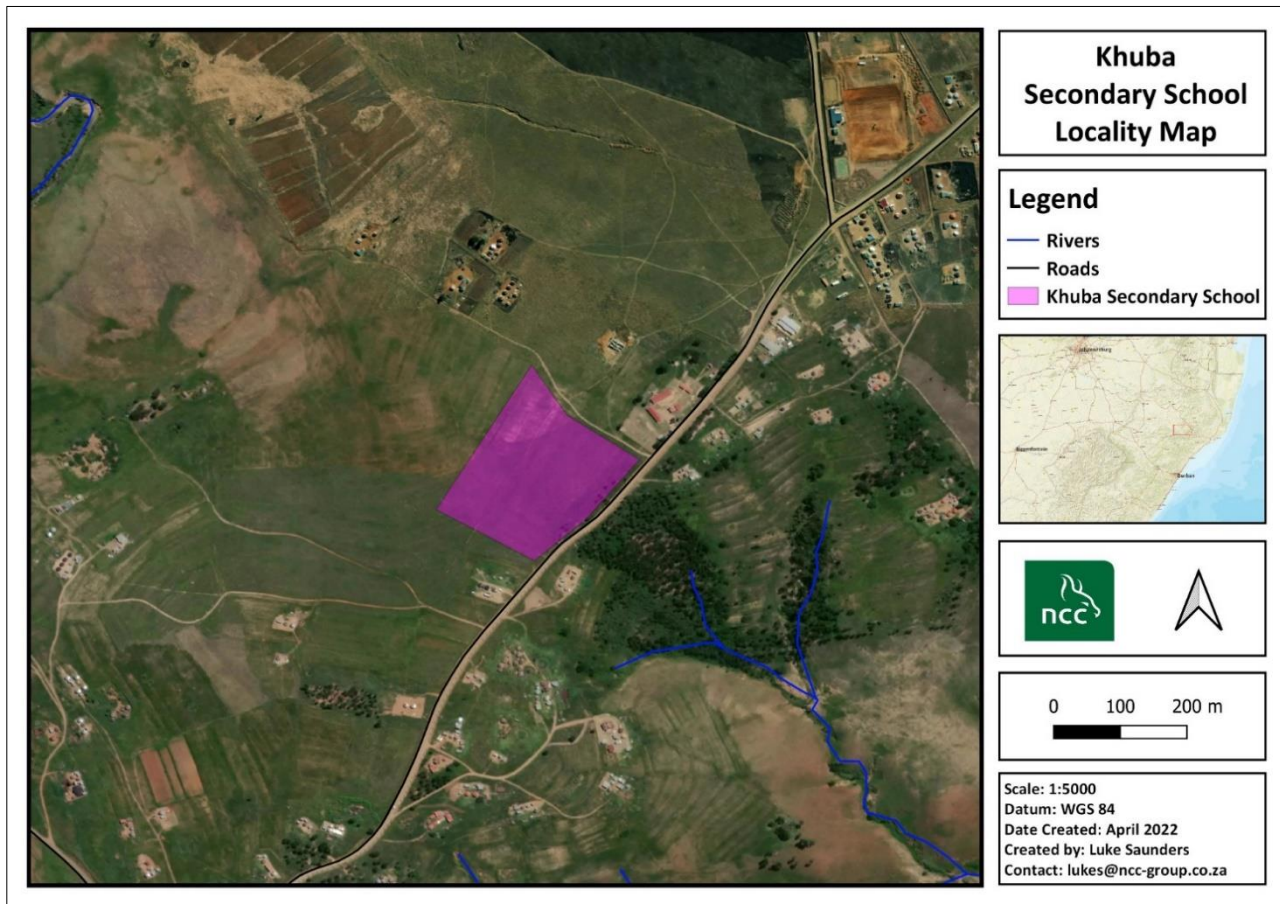 Khuba
Secondary School
Locality Map
Legend
Rivers
Roads
Khuba Secondary School
Durban
ncc
0 100 200 m
Scale: 1:5000
Datum: WGS 84
Date Created: April 2022
Created by: Luke Saunders
Contact: lukes@ncc-group.co.za